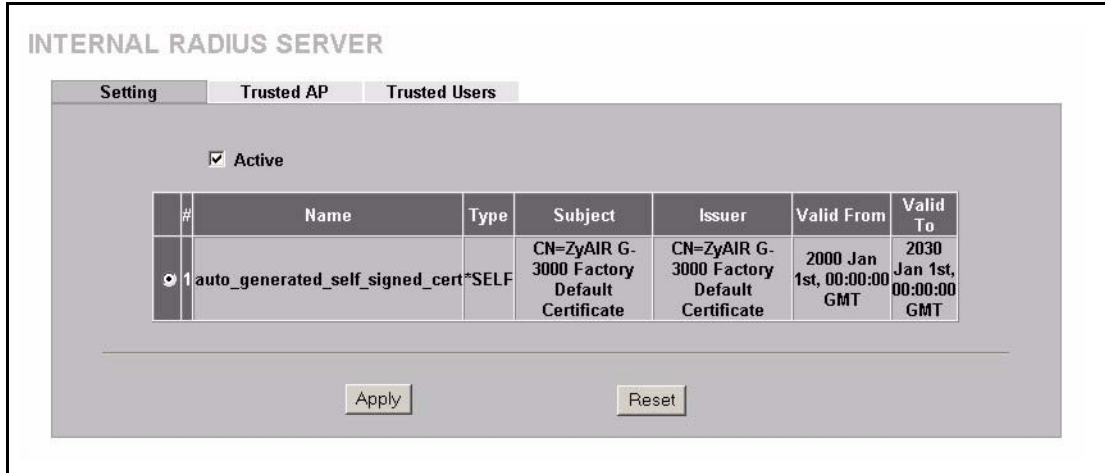 INTERNAL RADIUS SERVER
Setting Trusted AP Trusted Users
Active
# Name Type Subject Issuer Valid From Valid To
1 auto_generated_self_signed_cert *SELF CN=ZyAIR G-3000 Factory Default Certificate CN=ZyAIR G-3000 Factory Default Certificate 2000 Jan 1st, 00:00:00 GMT 2030 Jan 1st, 00:00:00 GMT
Apply Reset